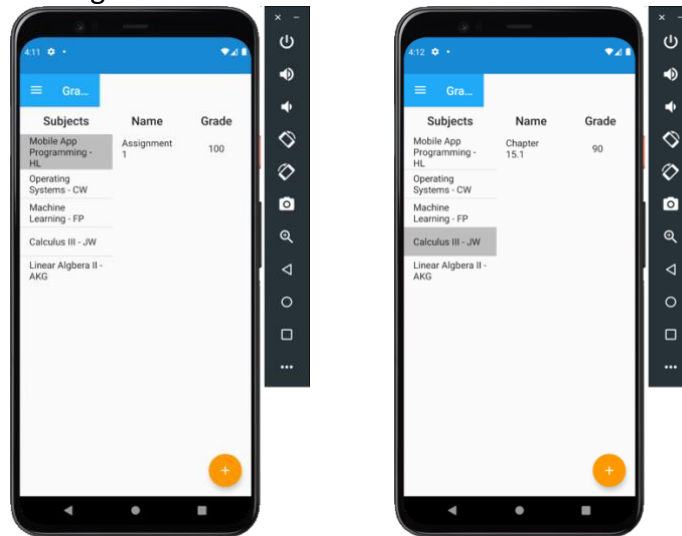 4:11
Gra...
Subjects Name Grade
Mobile App
Programming -
HL
Assignment
1
100
Operating
Systems - CW
Machine
Learning - FP
Calculus III - JW
Linear Algbera II -
AKG
+
4:12
Gra...
Subjects Name Grade
Mobile App
Programming -
HL
Chapter
15.1
90
Operating
Systems - CW
Machine
Learning - FP
Calculus III - JW
Linear Algbera II -
AKG
+